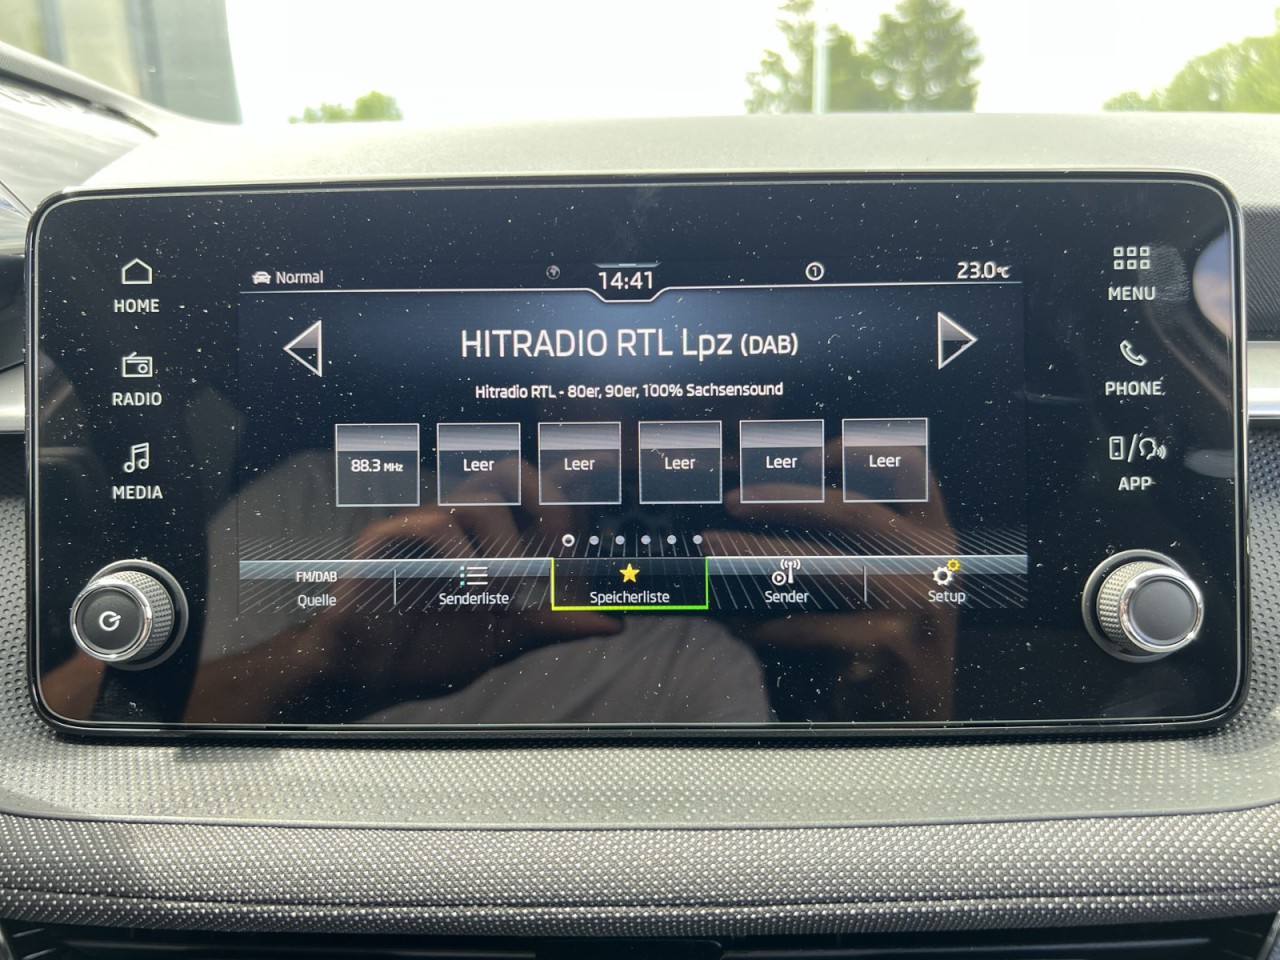 Normal
14:41
1
23.0°C
HOME
RADIO
MEDIA
MENU
PHONE
APP
HITRADIO RTL Lpz (DAB)
Hitradio RTL - 80er, 90er, 100% Sachsensound
88.3 MHz
Leer
Leer
Leer
Leer
Leer
FM/DAB
Quelle
Senderliste
Speicherliste
Sender
Setup